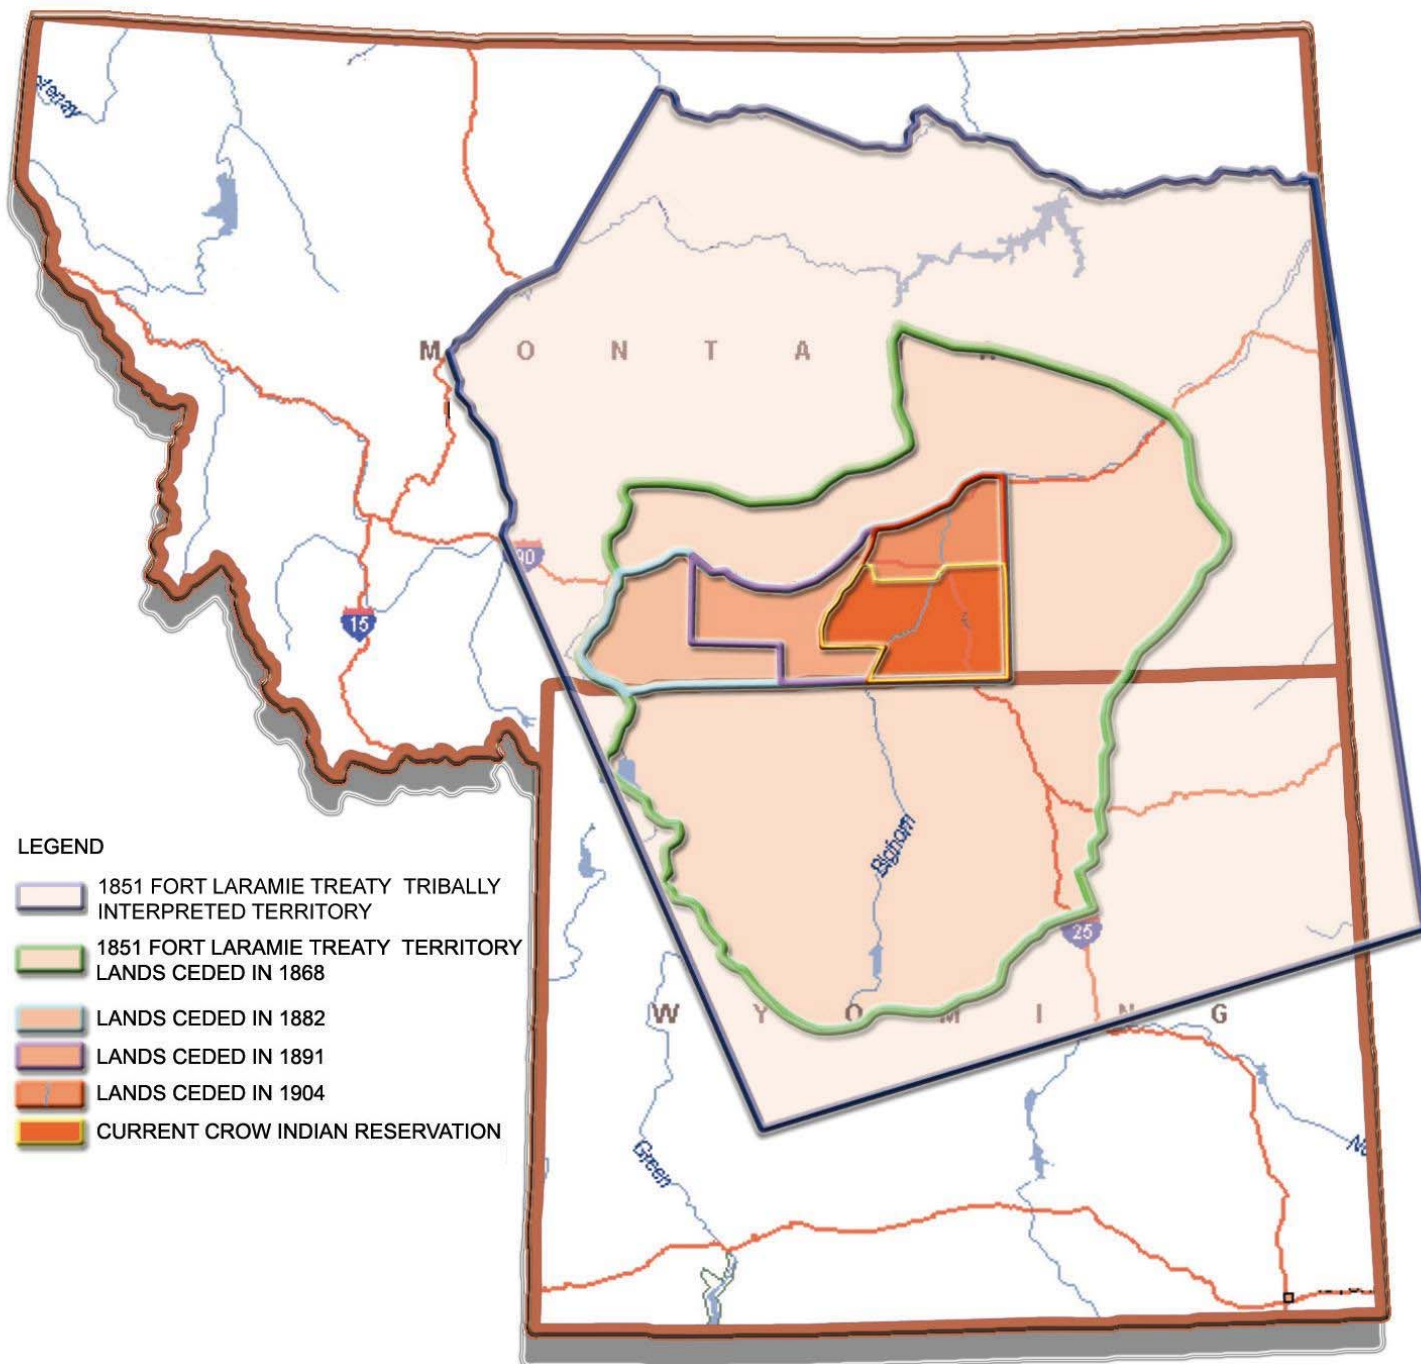 otenay
M O N T A N
90
15
Bighorn
25
W Y O M I N G
Green
LEGEND
1851 FORT LARAMIE TREATY TRIBALLY
INTERPRETED TERRITORY
1851 FORT LARAMIE TREATY TERRITORY
LANDS CEDED IN 1868
LANDS CEDED IN 1882
LANDS CEDED IN 1891
LANDS CEDED IN 1904
CURRENT CROW INDIAN RESERVATION